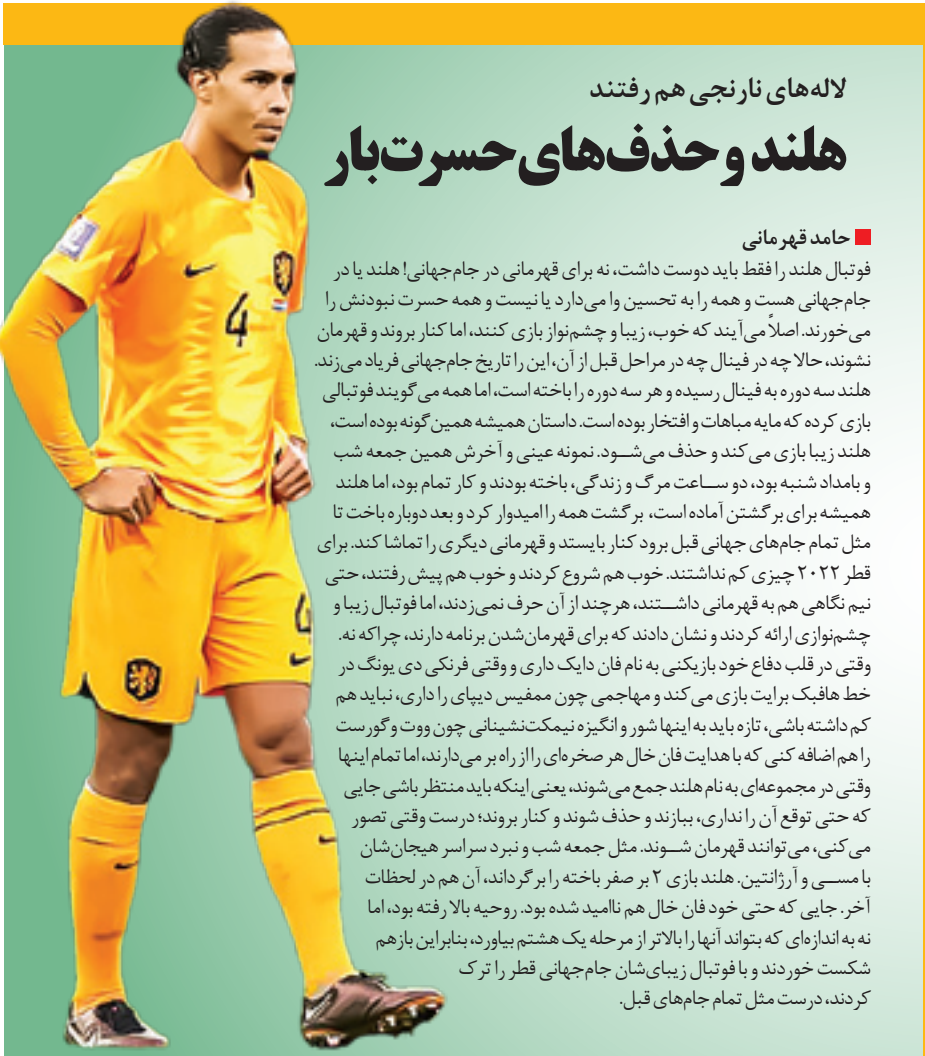 لاله‌های نارنجی هم رفتند
هلند و حذف‌های حسرت‌بار
حامد قهرمانی
فوتبال هلند را فقط باید دوست داشت، نه برای قهرمانی در جام‌جهانی! هلند یا در
جام‌جهانی هست و همه را به تحسین وا می‌دارد یا نیست و همه حسرت نبودنش را
می‌خورند. اصلاً می‌آیند که خوب، زیبا و چشم‌نواز بازی کنند، اما کنار بروند و قهرمان
نشوند، حالا چه در فینال چه در مراحل قبل از آن، این را تاریخ جام‌جهانی فریاد می‌زند.
هلند سه دوره به فینال رسیده و هر سه دوره را باخته است، اما همه می گویند فوتبالی
بازی کرده که مایه مباهات و افتخار بوده است. داستان همیشه همین گونه بوده است،
هلند زیبا بازی می کند و حذف می‌شــود. نمونه عینی و آخرش همین جمعه شب
و بامداد شنبه بود، دو ســاعت مرگ و زندگی، باخته بودند و کار تمام بود، اما هلند
همیشه برای برگشتن آماده است، برگشت همه را امیدوار کرد و بعد دوباره باخت تا
مثل تمام جام‌های جهانی قبل برود کنار بایستد و قهرمانی دیگری را تماشا کند. برای
قطر ۲۰۲۲ چیزی کم نداشتند. خوب هم شروع کردند و خوب هم پیش رفتند، حتی
نیم نگاهی هم به قهرمانی داشــتند، هرچند از آن حرف نمی‌زدند، اما فوتبال زیبا و
چشم‌نوازی ارائه کردند و نشان دادند که برای قهرمان‌شدن برنامه دارند، چراکه نه.
وقتی در قلب دفاع خود بازیکنی به نام فان دایک داری و وقتی فرنکی دی یونگ در
خط هافبک برایت بازی می کند و مهاجمی چون ممفیس دیپای را داری، نباید هم
کم داشته باشی، تازه باید به اینها شور و انگیزه نیمکت‌نشینانی چون ووت وگورست
را هم اضافه کنی که با هدایت فان خال هر صخره‌ای را از راه بر می‌دارند، اما تمام اینها
وقتی در مجموعه‌ای به نام هلند جمع می‌شوند، یعنی اینکه باید منتظر باشی جایی
که حتی توقع آن را نداری، ببازند و حذف شوند و کنار بروند؛ درست وقتی تصور
می‌کنی، می‌توانند قهرمان شــوند. مثل جمعه شب و نبرد سراسر هیجان‌شان
با مســی و آرژانتین. هلند بازی ۲ بر صفر باخته را برگرداند، آن هم در لحظات
آخر. جایی که حتی خود فان خال هم ناامید شده بود. روحیه بالا رفته بود، اما
نه به اندازه‌ای که بتواند آنها را بالاتر از مرحله یک هشتم بیاورد، بنابراین بازهم
شکست خوردند و با فوتبال زیبای‌شان جام‌جهانی قطر را ترک
کردند، درست مثل تمام جام‌های قبل.
4
4